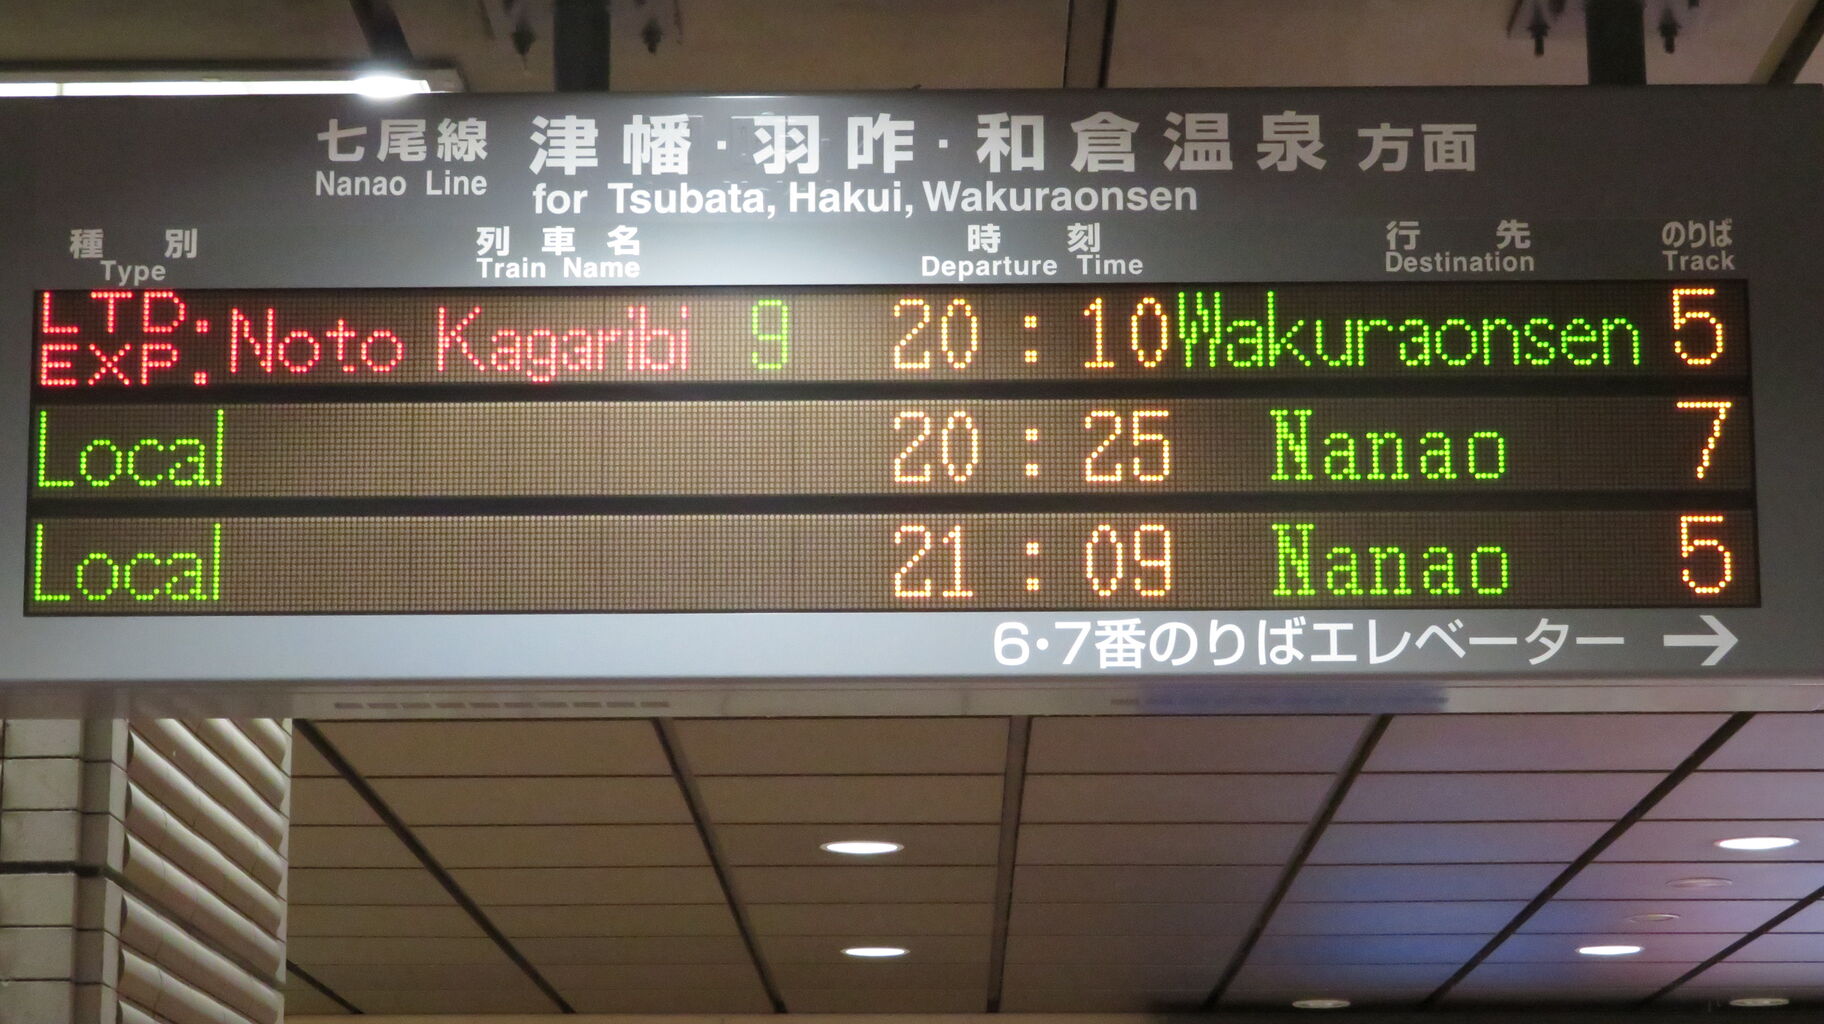 七尾線 津幡・羽咋・和倉温泉 方面
Nanao Line for Tsubata, Hakui, Wakuraonsen
種別 列車名 時刻 行先 のりば
Type Train Name Departure Time Destination Track
LTD. EXP. Noto Kagaribi 9 20:10 Wakuraonsen 5
Local 20:25 Nanao 7
Local 21:09 Nanao 5
6・7番のりばエレベーター →